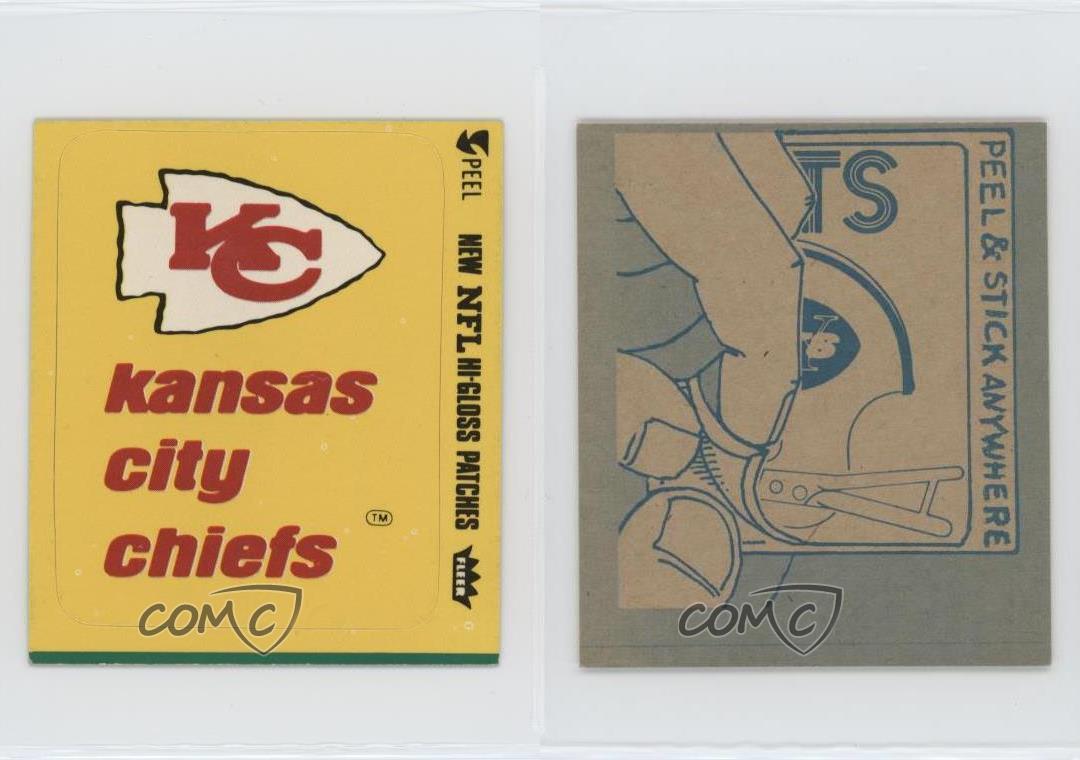 KC
kansas
city
chiefs
TM
PEEL NEW NFL HI-GLOSS PATCHES FLEER
COMC
TS
PEEL & STICK ANYWHERE
COMC